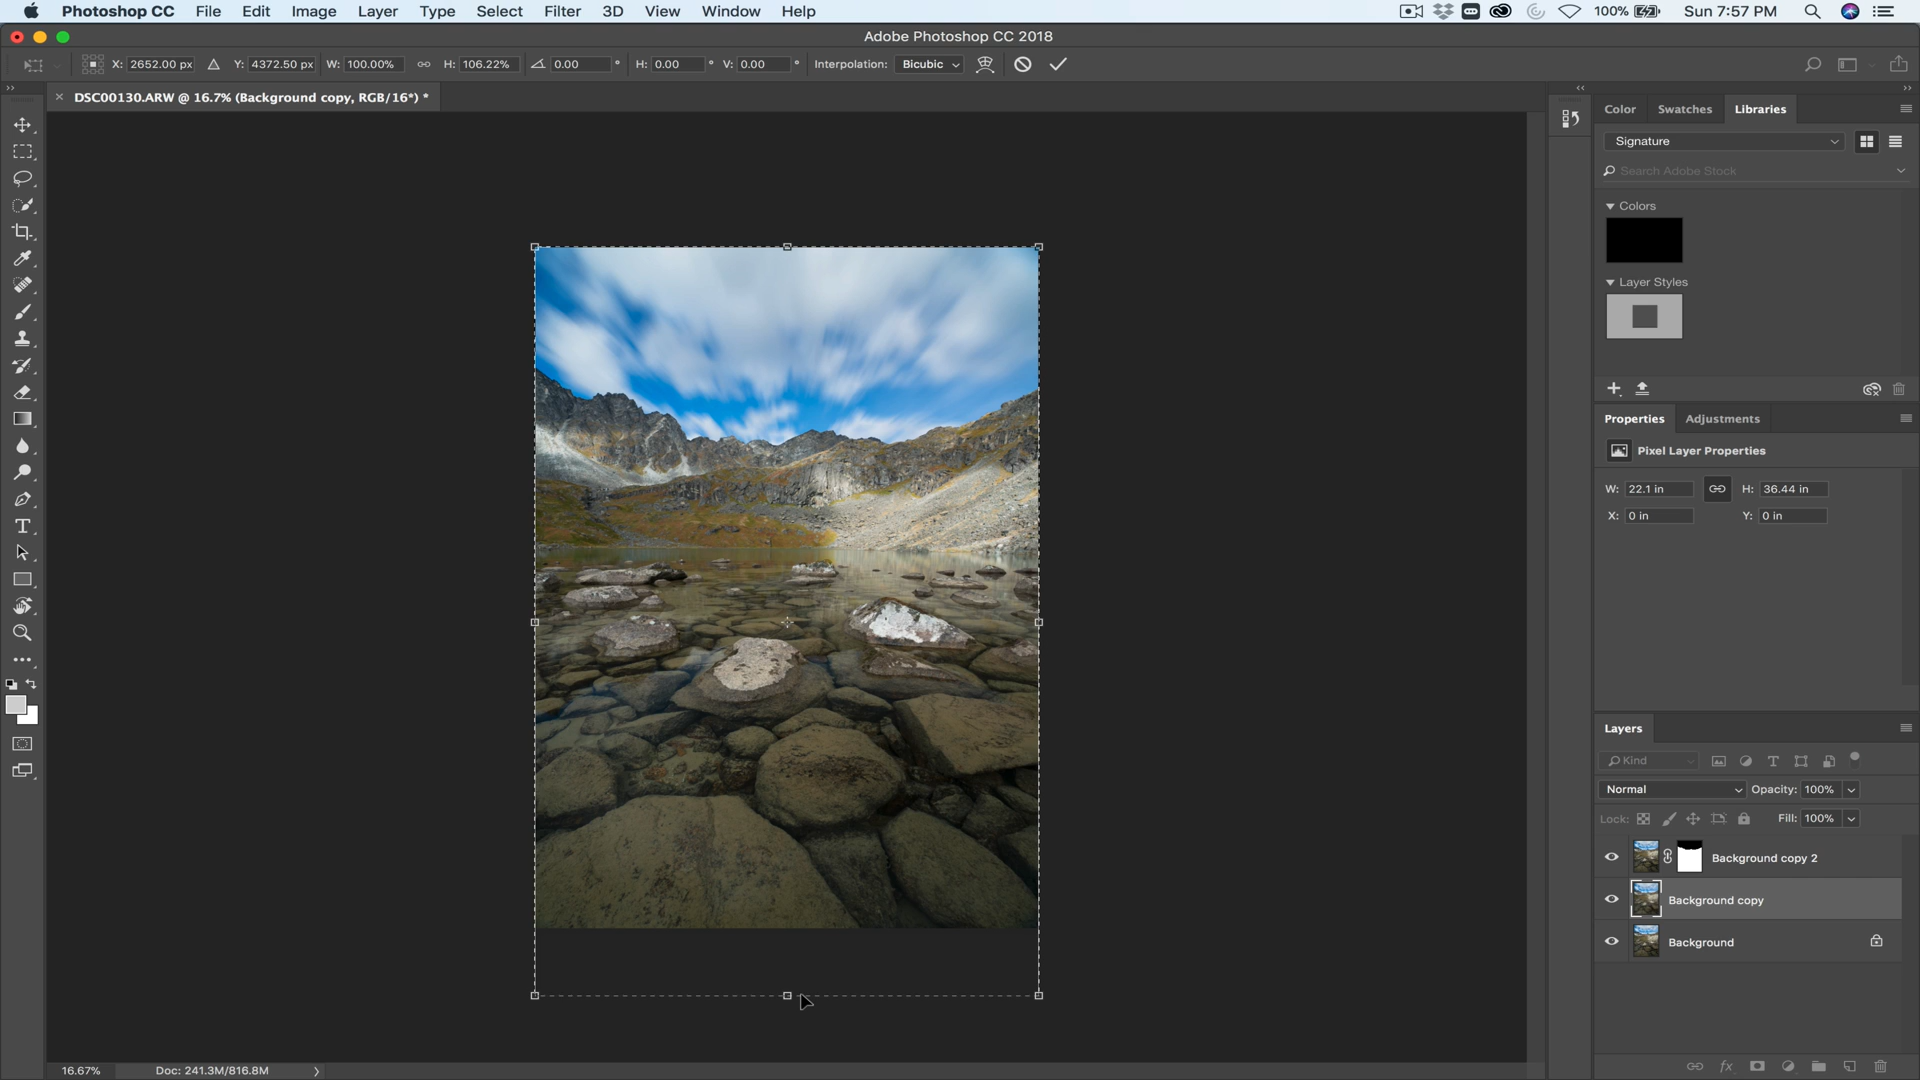 Photoshop CC File Edit Image Layer Type Select Filter 3D View Window Help 100% Sun 7:57 PM
Adobe Photoshop CC 2018
X: 2652.00 px Y: 4372.50 px W: 100.00% H: 106.22% 0.00 ° H: 0.00 ° V: 0.00 ° Interpolation: Bicubic
DSC00130.ARW @ 16.7% (Background copy, RGB/16*) *
Color Swatches Libraries
Signature
Search Adobe Stock
Colors
Layer Styles
Properties Adjustments
Pixel Layer Properties
W: 22.1 in H: 36.44 in
X: 0 in Y: 0 in
Layers
Kind
Normal Opacity: 100%
Lock: Fill: 100%
Background copy 2
Background copy
Background
16.67% Doc: 241.3M/816.8M